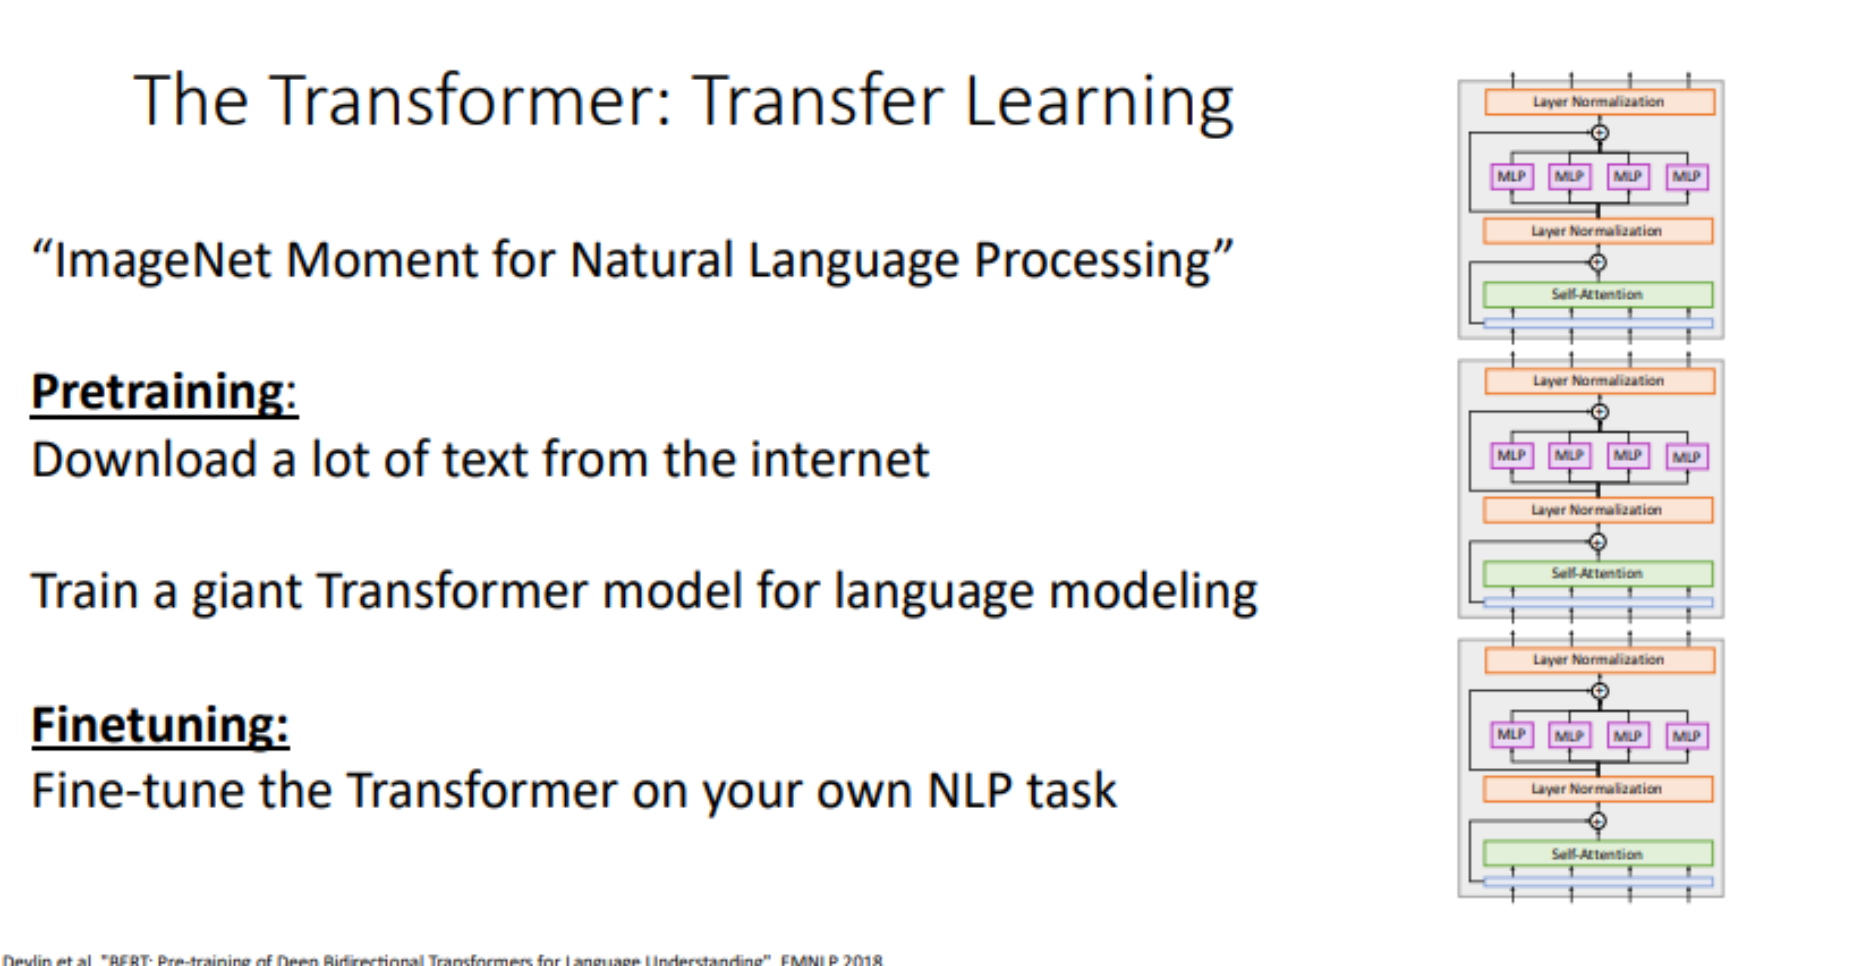 The Transformer: Transfer Learning
“ImageNet Moment for Natural Language Processing”
Pretraining:
Download a lot of text from the internet
Train a giant Transformer model for language modeling
Finetuning:
Fine-tune the Transformer on your own NLP task
Layer Normalization
MLP MLP MLP MLP
Layer Normalization
Self-Attention
Layer Normalization
MLP MLP MLP MLP
Layer Normalization
Self-Attention
Layer Normalization
MLP MLP MLP MLP
Layer Normalization
Self-Attention
Devlin et al, "BERT: Pre-training of Deep Bidirectional Transformers for Language Understanding", EMNLP 2018